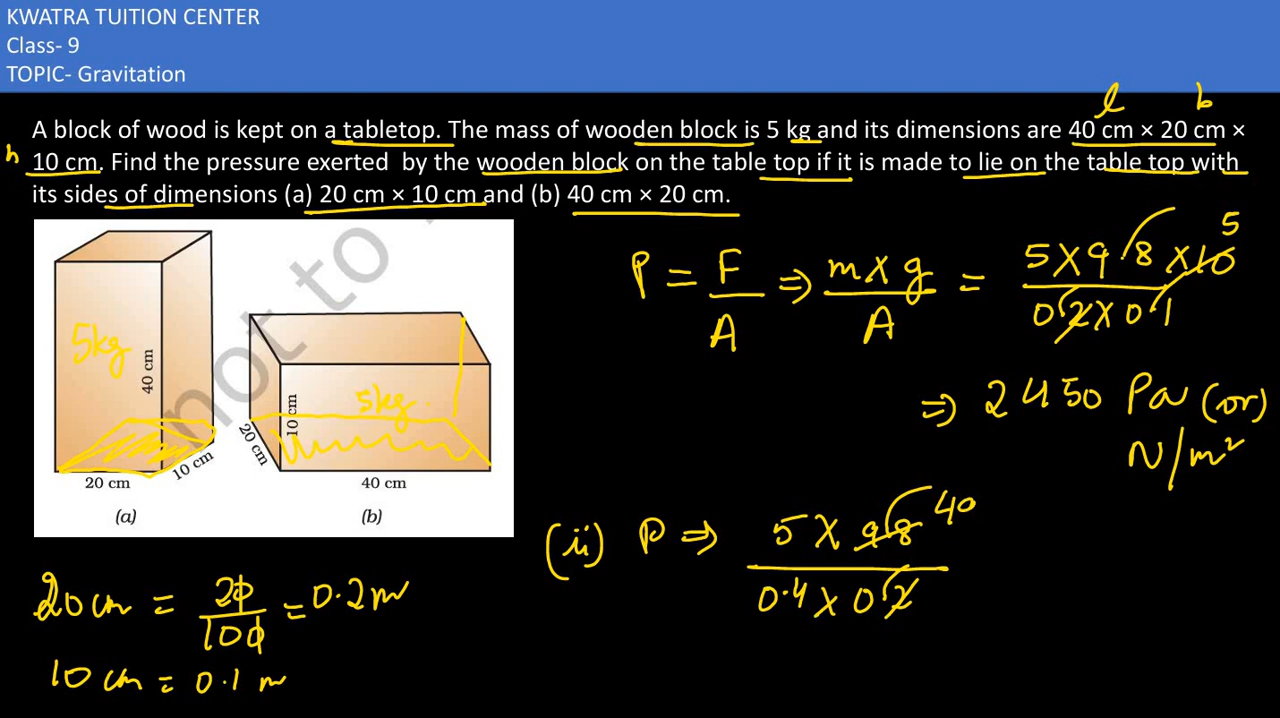 KWATRA TUITION CENTER
Class- 9
TOPIC- Gravitation
l b
A block of wood is kept on a tabletop. The mass of wooden block is 5 kg and its dimensions are 40 cm × 20 cm ×
h 10 cm. Find the pressure exerted by the wooden block on the table top if it is made to lie on the table top with
its sides of dimensions (a) 20 cm × 10 cm and (b) 40 cm × 20 cm.
not to
5kg
40 cm
20 cm
10 cm
(a)
5kg.
10 cm
20 cm
40 cm
(b)
P = F/A ⇒ m×g/A = 5×9.8×10 5/0.2×0.1
⇒ 2450 Pa (or)
N/m²
(ii) P ⇒ 5×9.8 40/0.4×0.2
20 cm = 20/100 = 0.2m
10 cm = 0.1 m